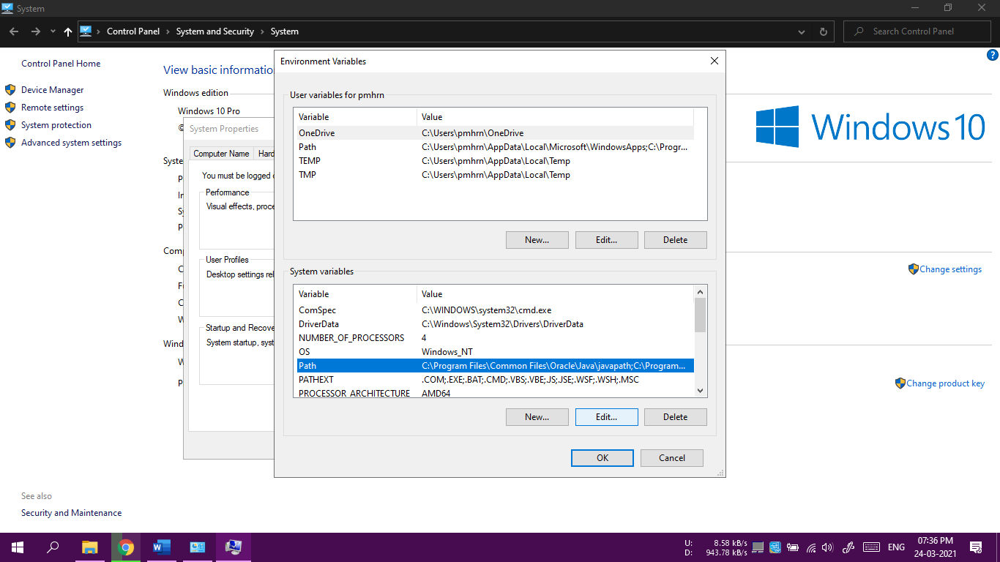 System
Control Panel › System and Security › System
Search Control Panel
Control Panel Home
Device Manager
Remote settings
System protection
Advanced system settings
See also
Security and Maintenance
View basic informatio
Windows edition
Windows 10 Pro
©
Windows 10
Change settings
Change product key
System Properties
Computer Name
Hard
You must be logged
Performance
Visual effects, proce
User Profiles
Desktop settings rel
Startup and Recove
System startup, syst
Environment Variables
User variables for pmhrn
Variable Value
OneDrive C:\Users\pmhrn\OneDrive
Path C:\Users\pmhrn\AppData\Local\Microsoft\WindowsApps;C:\Progr...
TEMP C:\Users\pmhrn\AppData\Local\Temp
TMP C:\Users\pmhrn\AppData\Local\Temp
New... Edit... Delete
System variables
Variable Value
ComSpec C:\WINDOWS\system32\cmd.exe
DriverData C:\Windows\System32\Drivers\DriverData
NUMBER_OF_PROCESSORS 4
OS Windows_NT
Path C:\Program Files\Common Files\Oracle\Java\javapath;C:\Program...
PATHEXT .COM;.EXE;.BAT;.CMD;.VBS;.VBE;.JS;.JSE;.WSF;.WSH;.MSC
PROCESSOR_ARCHITECTURE AMD64
New... Edit... Delete
OK Cancel
U: 8.58 kB/s
D: 943.78 kB/s
ENG
07:36 PM
24-03-2021